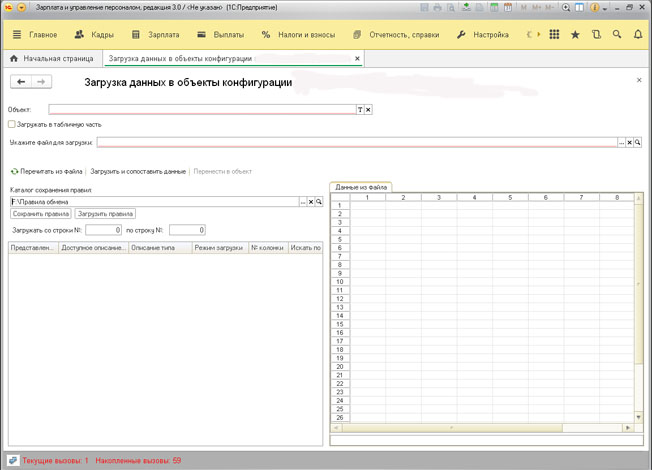 Зарплата и управление персоналом, редакция 3.0 / <Не указан> (1С:Предприятие)
M M+ M-
Главное Кадры Зарплата Выплаты Налоги и взносы Отчетность, справки Настройка
Начальная страница Загрузка данных в объекты конфигурации
Загрузка данных в объекты конфигурации
Объект: T
Загружать в табличную часть
Укажите файл для загрузки: ...
Перечитать из файла Загрузить и сопоставить данные Перенести в объект
Каталог сохранения правил:
F:\Правила обмена ...
Сохранить правила Загрузить правила
Загружать со строки №: 0 по строку №: 0
Представлен... Доступное описание... Описание типа Режим загрузки № колонки Искать по
Данные из файла
1 2 3 4 5 6 7 8
1
2
3
4
5
6
7
8
9
10
11
12
13
14
15
16
17
18
19
20
21
22
23
24
25
26
Текущие вызовы: 1 Накопленные вызовы: 59